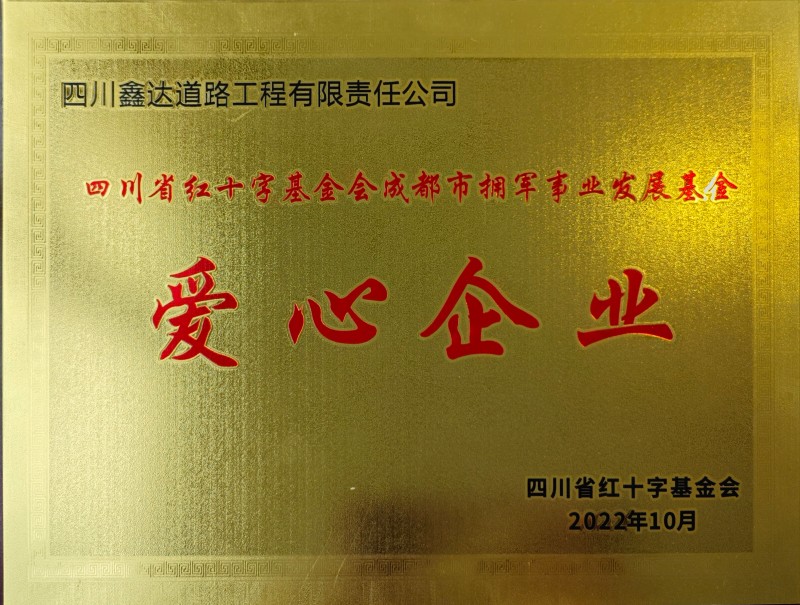 四川鑫达道路工程有限责任公司
四川省红十字基金会成都市拥军事业发展基金
爱心企业
四川省红十字基金会
2022年10月